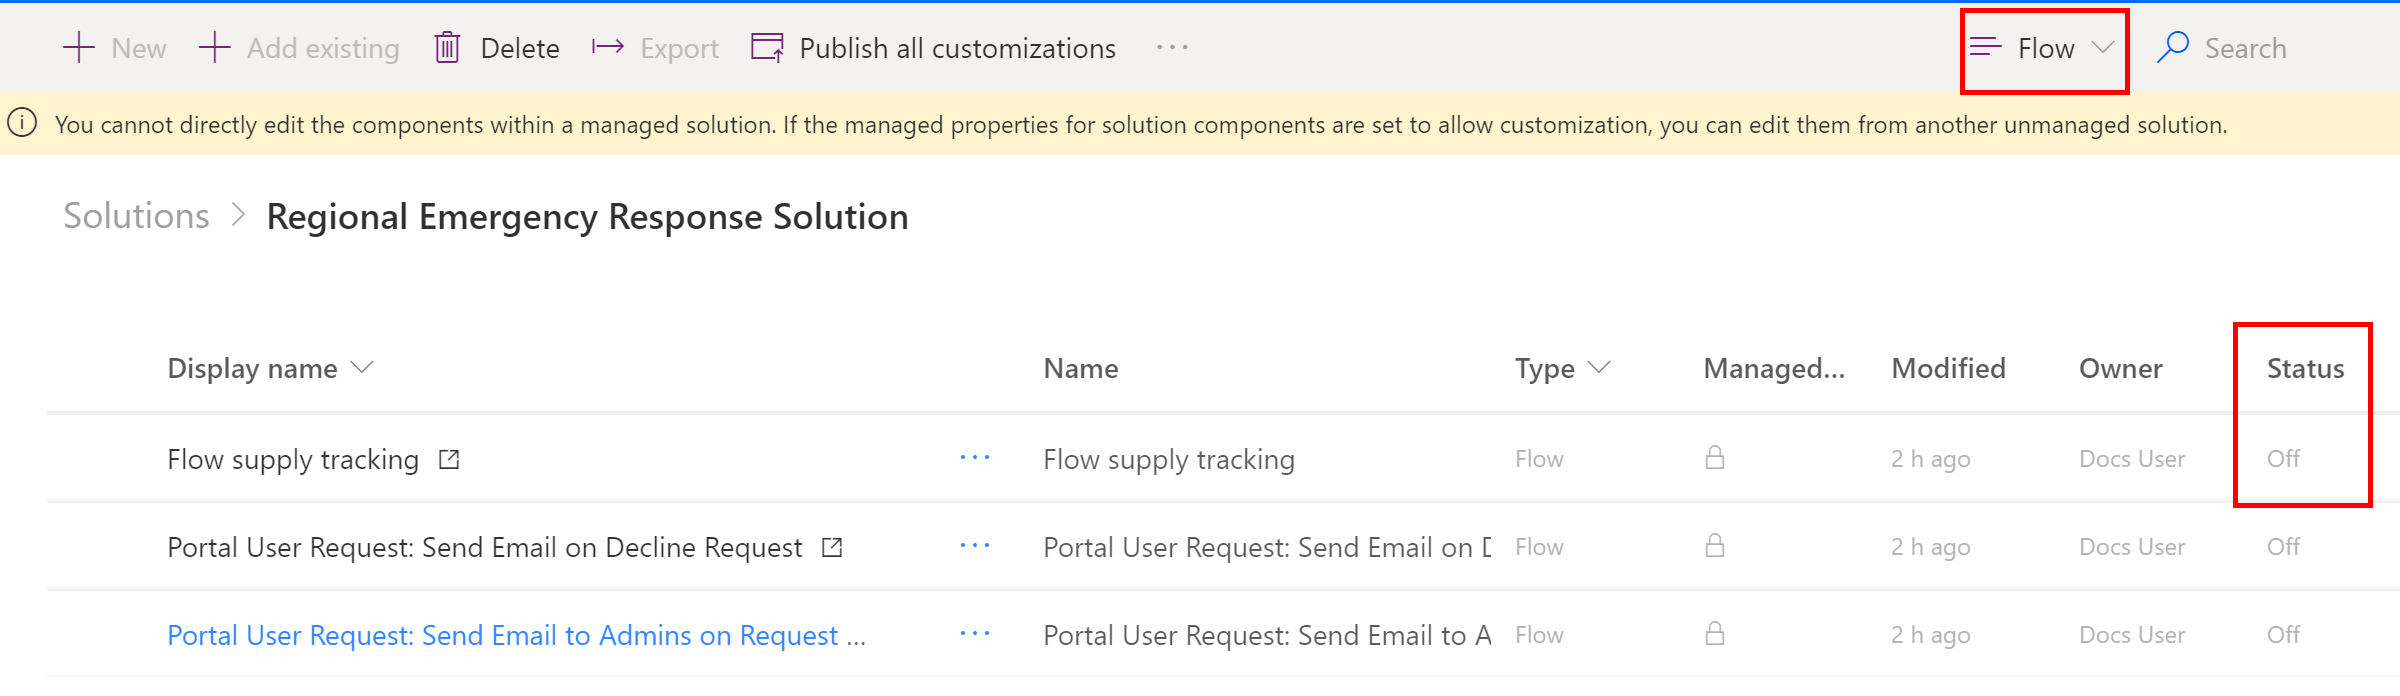 New Add existing Delete Export Publish all customizations ··· Flow Search
You cannot directly edit the components within a managed solution. If the managed properties for solution components are set to allow customization, you can edit them from another unmanaged solution.
Solutions > Regional Emergency Response Solution
Display name Name Type Managed... Modified Owner Status
Flow supply tracking ··· Flow supply tracking Flow 2 h ago Docs User Off
Portal User Request: Send Email on Decline Request ··· Portal User Request: Send Email on D Flow 2 h ago Docs User Off
Portal User Request: Send Email to Admins on Request ... ··· Portal User Request: Send Email to A Flow 2 h ago Docs User Off